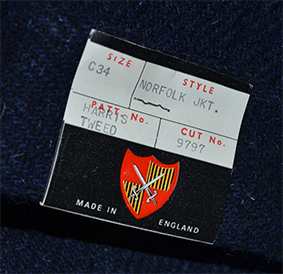 SIZE STYLE
C34 NORFOLK JKT.
PATT. No. CUT No.
HARRIS TWEED 9797
MADE IN ENGLAND